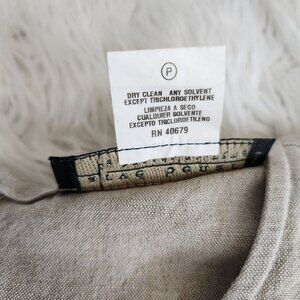 P
DRY CLEAN ANY SOLVENT
EXCEPT TRICHLOROETHYLENE
LIMPIEZA A SECO
CUALQUIER SOLVENTE
EXCEPTO TRICLOROETILENO
RN 40679